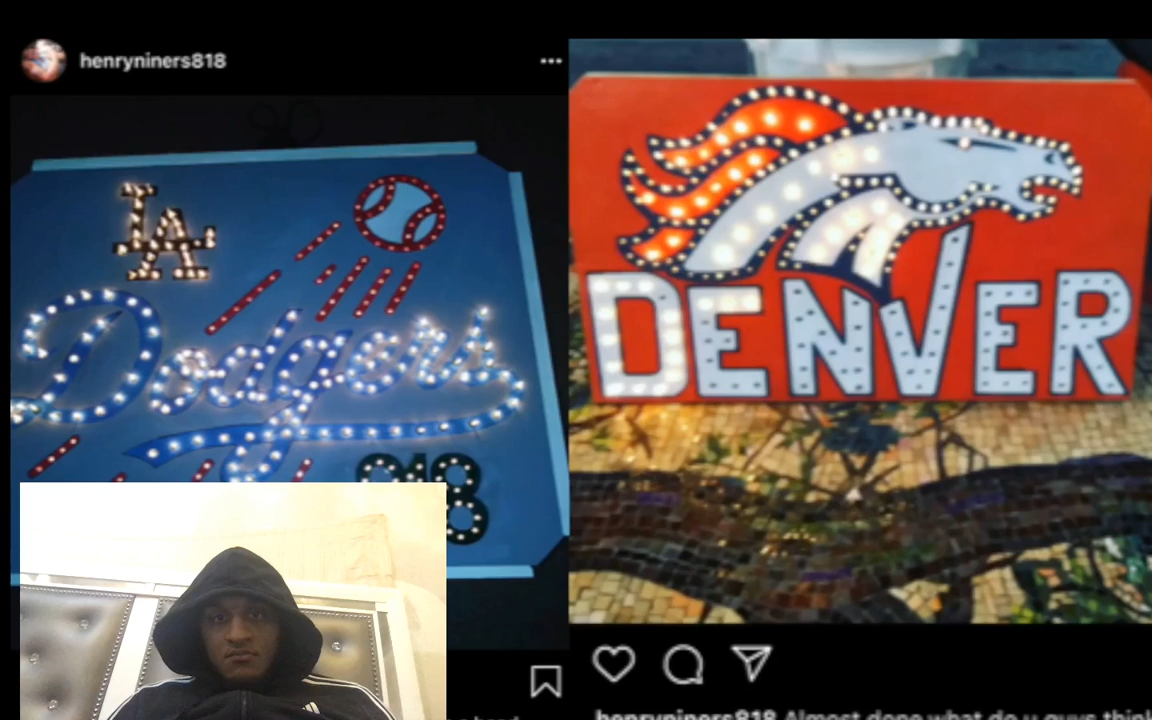 henryniners818
LA
Dodgers
818
DENVER
henryniners818 Almost done what do u guys think